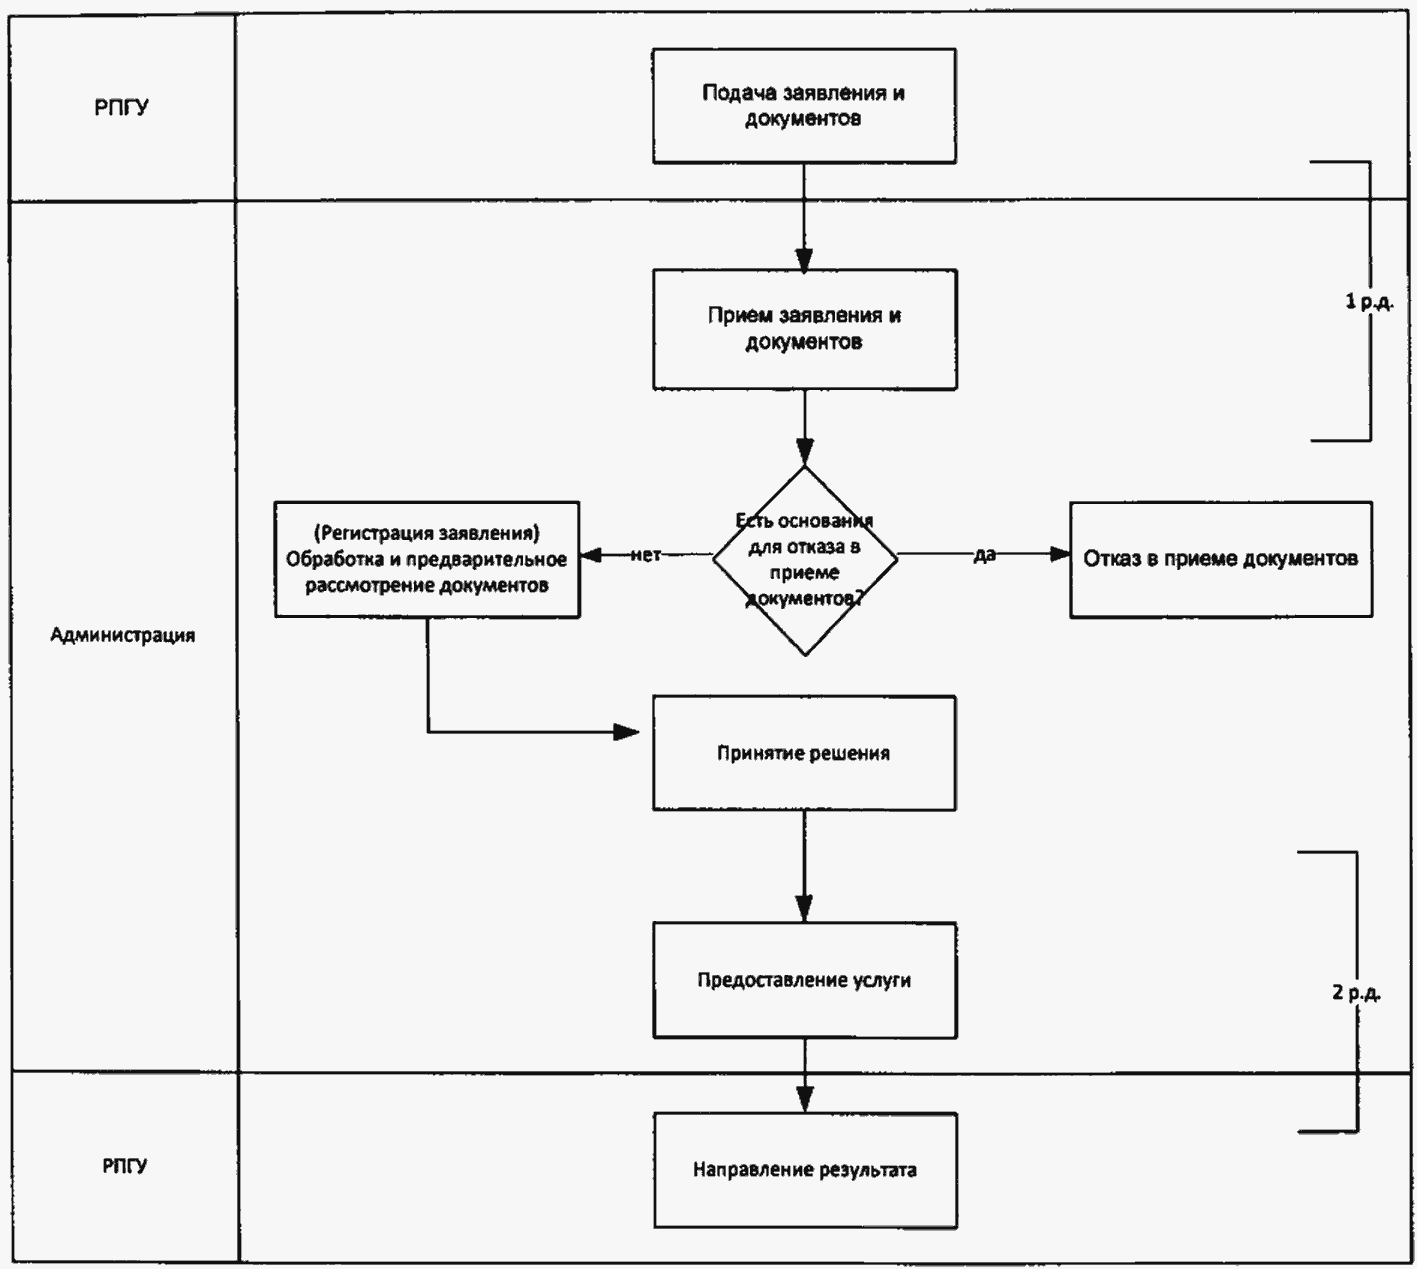 РПГУ
Подача заявления и
документов
1 р.д.
Прием заявления и
документов
Администрация
(Регистрация заявления)
Обработка и предварительное
рассмотрение документов
нет
Есть основания
для отказа в
приеме
документов?
да
Отказ в приеме документов
Принятие решения
Предоставление услуги
2 р.д.
РПГУ
Направление результата